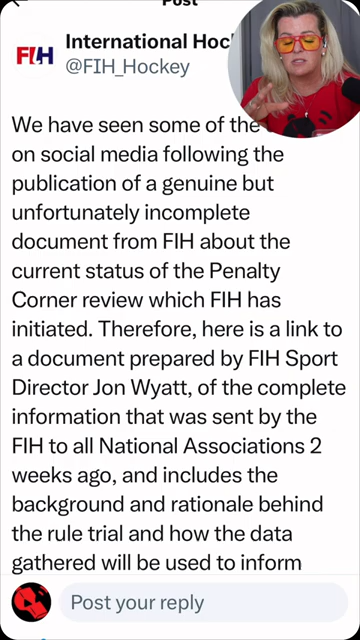 Post
FIH
International Hoc
@FIH_Hockey
We have seen some of the
on social media following the
publication of a genuine but
unfortunately incomplete
document from FIH about the
current status of the Penalty
Corner review which FIH has
initiated. Therefore, here is a link to
a document prepared by FIH Sport
Director Jon Wyatt, of the complete
information that was sent by the
FIH to all National Associations 2
weeks ago, and includes the
background and rationale behind
the rule trial and how the data
gathered will be used to inform
Post your reply